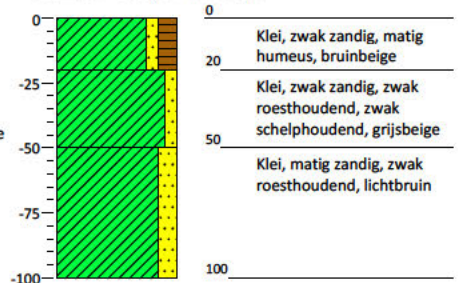 0
0
Klei, zwak zandig, matig
humeus, bruinbeige
20
-25
Klei, zwak zandig, zwak
roesthoudend, zwak
schelphoudend, grijsbeige
e
50
-50
Klei, matig zandig, zwak
roesthoudend, lichtbruin
-75
100
-100